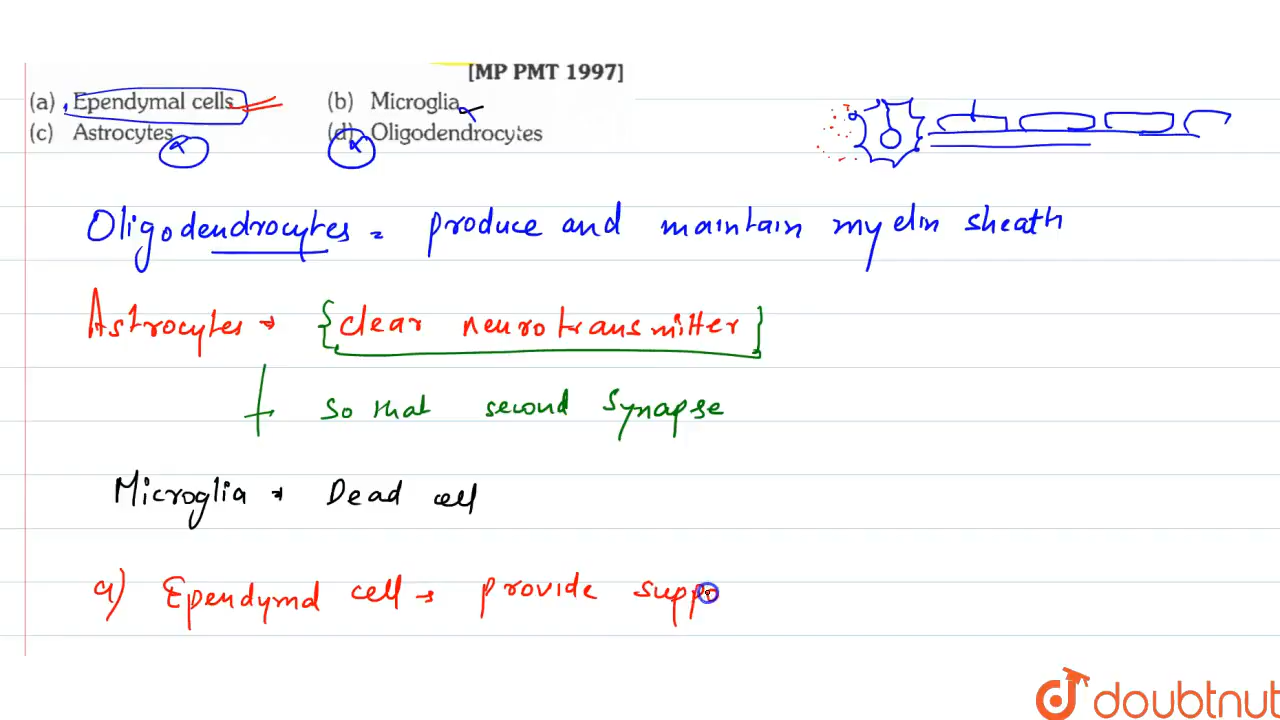 [MP PMT 1997]
(a) Ependymal cells (b) Microglia
(c) Astrocytes (d) Oligodendrocytes
Oligodendrocytes = produce and maintain myelin sheath
Astrocytes → {clear neurotransmitter}
so that second synapse
Microglia → Dead cell
a) Ependymal cell → provide suppo
doubtnut